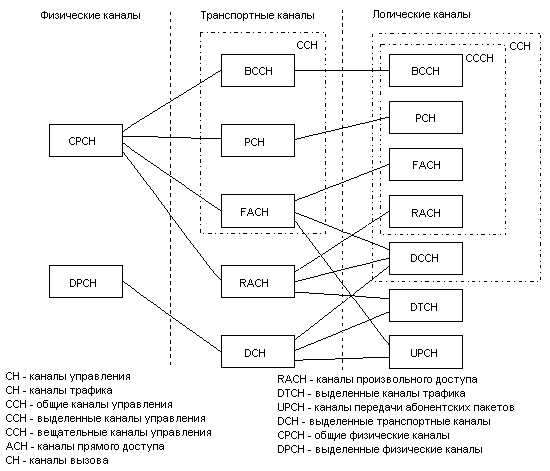 Физические каналы
Транспортные каналы
Логические каналы
CCH
CCH
CCCH
BCCH
BCCH
PCH
PCH
CPCH
FACH
FACH
RACH
DCCH
DPCH
RACH
DTCH
DCH
UPCH
CH - каналы управления
CH - каналы трафика
CCH - общие каналы управления
CCH - выделенные каналы управления
CCH - вещательные каналы управления
ACH - каналы прямого доступа
CH - каналы вызова
RACH - каналы произвольного доступа
DTCH - выделенные каналы трафика
UPCH - каналы передачи абонентских пакетов
DCH - выделенные транспортные каналы
CPCH - общие физические каналы
DPCH - выделенные физические каналы